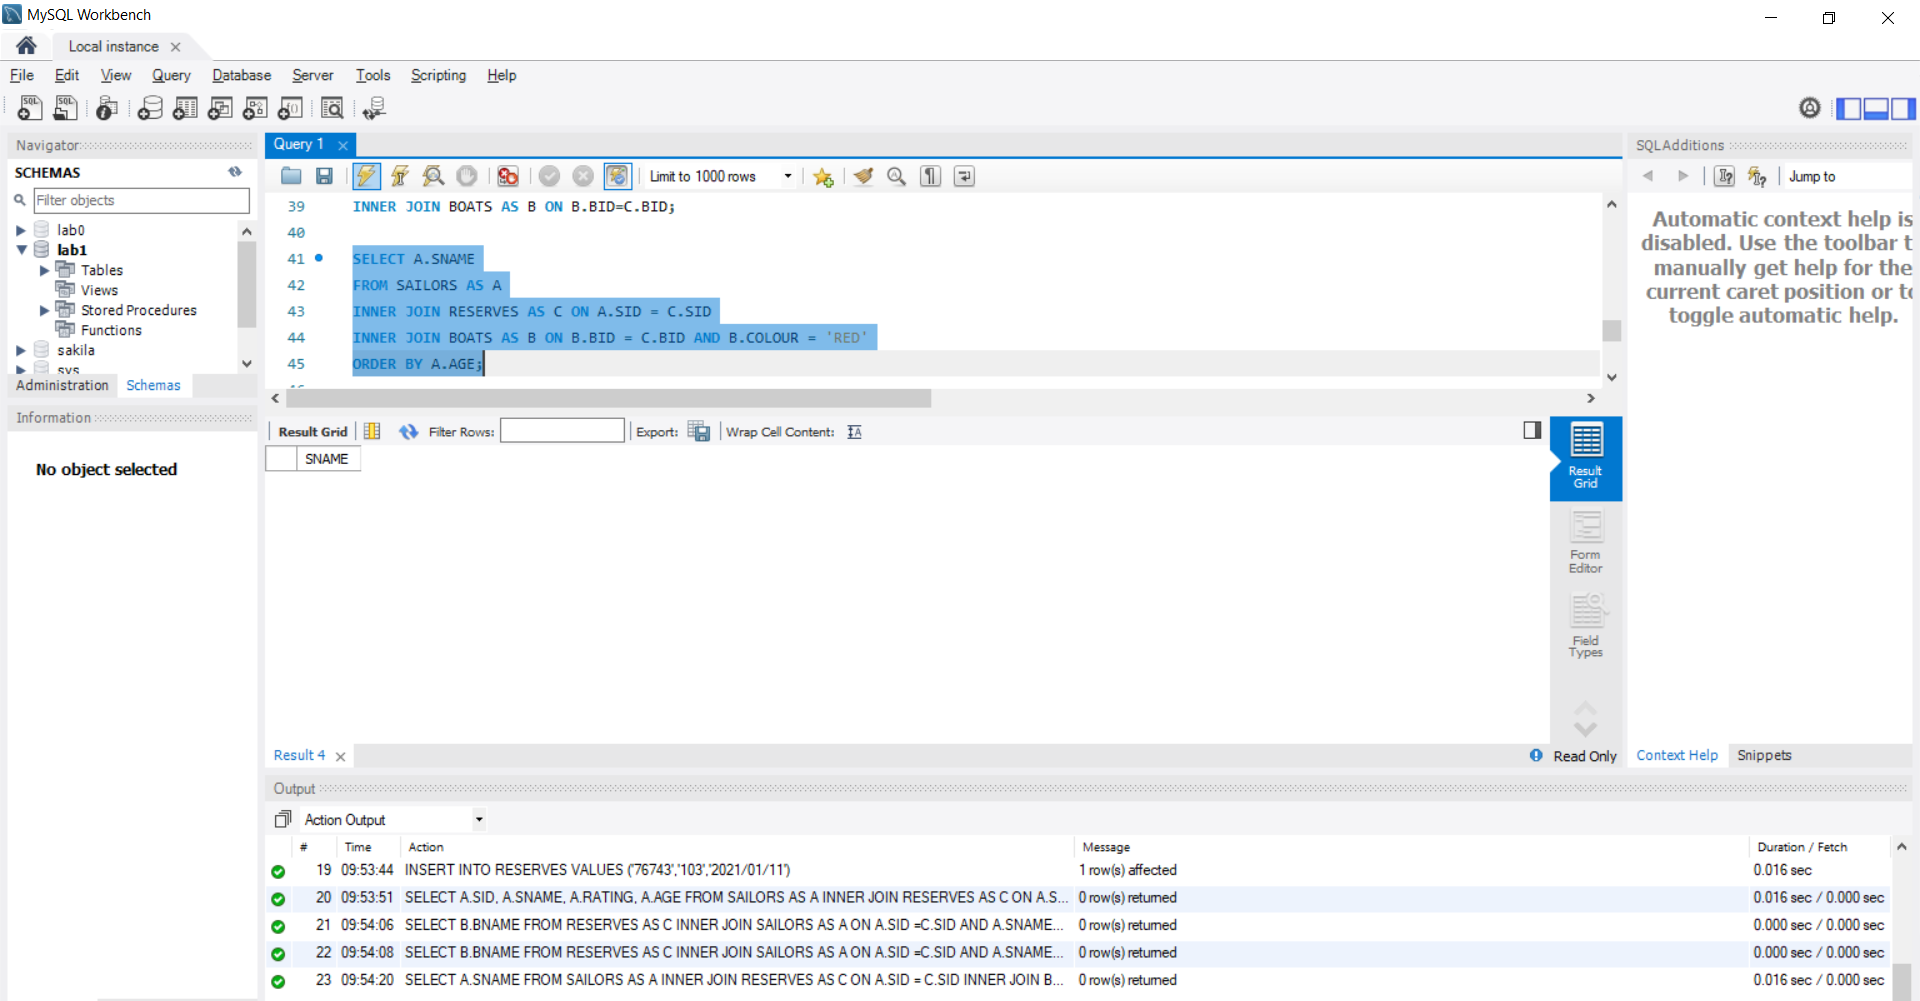 MySQL Workbench
Local instance
File Edit View Query Database Server Tools Scripting Help
Navigator
SCHEMAS
Filter objects
lab0
lab1
Tables
Views
Stored Procedures
Functions
sakila
sys
Administration Schemas
Information
No object selected
Query 1
Limit to 1000 rows
39 INNER JOIN BOATS AS B ON B.BID=C.BID;
40
41 SELECT A.SNAME
42 FROM SAILORS AS A
43 INNER JOIN RESERVES AS C ON A.SID = C.SID
44 INNER JOIN BOATS AS B ON B.BID = C.BID AND B.COLOUR = 'RED'
45 ORDER BY A.AGE;
Result Grid Filter Rows: Export: Wrap Cell Content:
SNAME
Result
Grid
Form
Editor
Field
Types
Result 4
Read Only
SQLAdditions
Jump to
Automatic context help is
disabled. Use the toolbar t
manually get help for the
current caret position or to
toggle automatic help.
Context Help Snippets
Output
Action Output
# Time Action Message Duration / Fetch
19 09:53:44 INSERT INTO RESERVES VALUES ('76743','103','2021/01/11') 1 row(s) affected 0.016 sec
20 09:53:51 SELECT A.SID, A.SNAME, A.RATING, A.AGE FROM SAILORS AS A INNER JOIN RESERVES AS C ON A.S... 0 row(s) returned 0.016 sec / 0.000 sec
21 09:54:06 SELECT B.BNAME FROM RESERVES AS C INNER JOIN SAILORS AS A ON A.SID =C.SID AND A.SNAME... 0 row(s) returned 0.000 sec / 0.000 sec
22 09:54:08 SELECT B.BNAME FROM RESERVES AS C INNER JOIN SAILORS AS A ON A.SID =C.SID AND A.SNAME... 0 row(s) returned 0.000 sec / 0.000 sec
23 09:54:20 SELECT A.SNAME FROM SAILORS AS A INNER JOIN RESERVES AS C ON A.SID = C.SID INNER JOIN B... 0 row(s) returned 0.016 sec / 0.000 sec